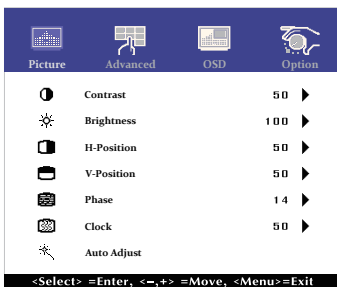 Picture Advanced OSD Option
Contrast 50
Brightness 100
H-Position 50
V-Position 50
Phase 14
Clock 50
Auto Adjust
<Select> =Enter, <–,+> =Move, <Menu>=Exit